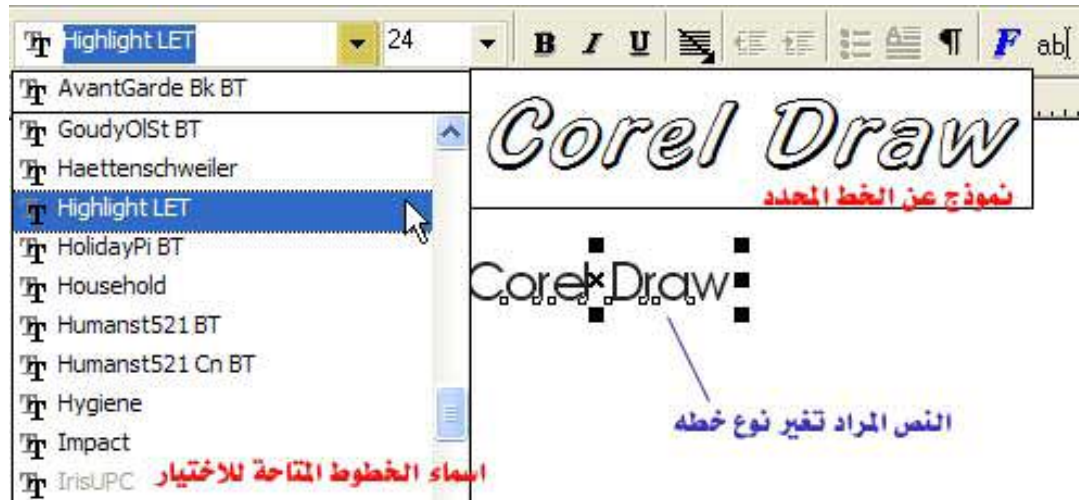 Highlight LET 24 B I U ¶ F ab
AvantGarde Bk BT
GoudyOlSt BT
Haettenschweiler
Highlight LET
HolidayPi BT
Household
Humanst521 BT
Humanst521 Cn BT
Hygiene
Impact
IrisUPC
اسماء الخطوط المتاحة للاختيار
Corel Draw
نموذج عن الخط المحدد
Corel Draw
النص المراد تغير نوع خطه